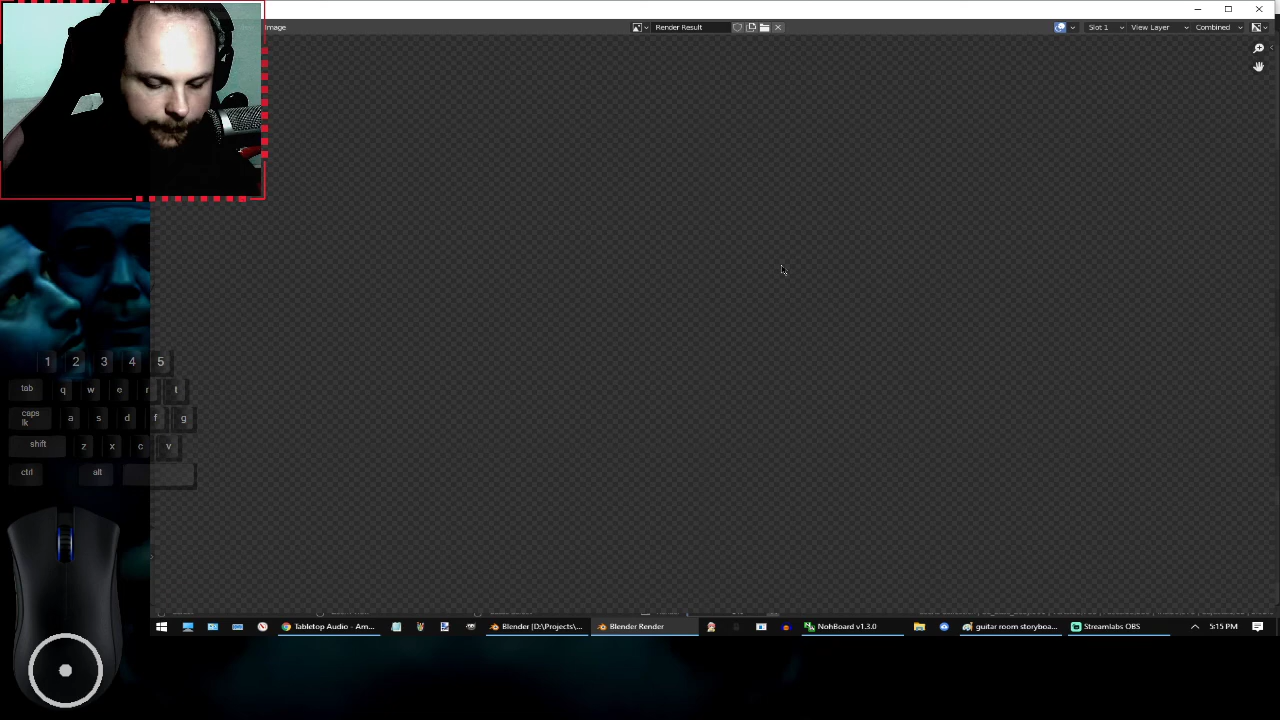 Image
Render Result
Slot 1
View Layer
Combined
1 2 3 4 5
tab q w e r t
caps lk a s d f g
shift z x c v
ctrl alt
Tabletop Audio - Am...
Blender [D:\Projects\...
Blender Render
NohBoard v1.3.0
guitar room storyboa...
Streamlabs OBS
5:15 PM